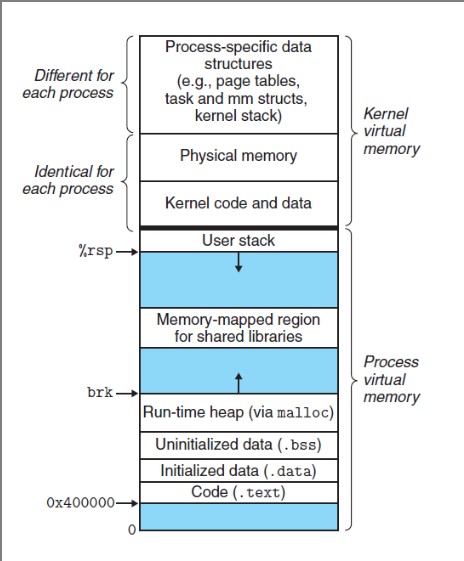 Process-specific data
structures
(e.g., page tables,
task and mm structs,
kernel stack)
Different for
each process
Physical memory
Kernel
virtual
memory
Identical for
each process
Kernel code and data
User stack
%rsp
Memory-mapped region
for shared libraries
Process
virtual
memory
brk
Run-time heap (via malloc)
Uninitialized data (.bss)
Initialized data (.data)
Code (.text)
0x400000
0